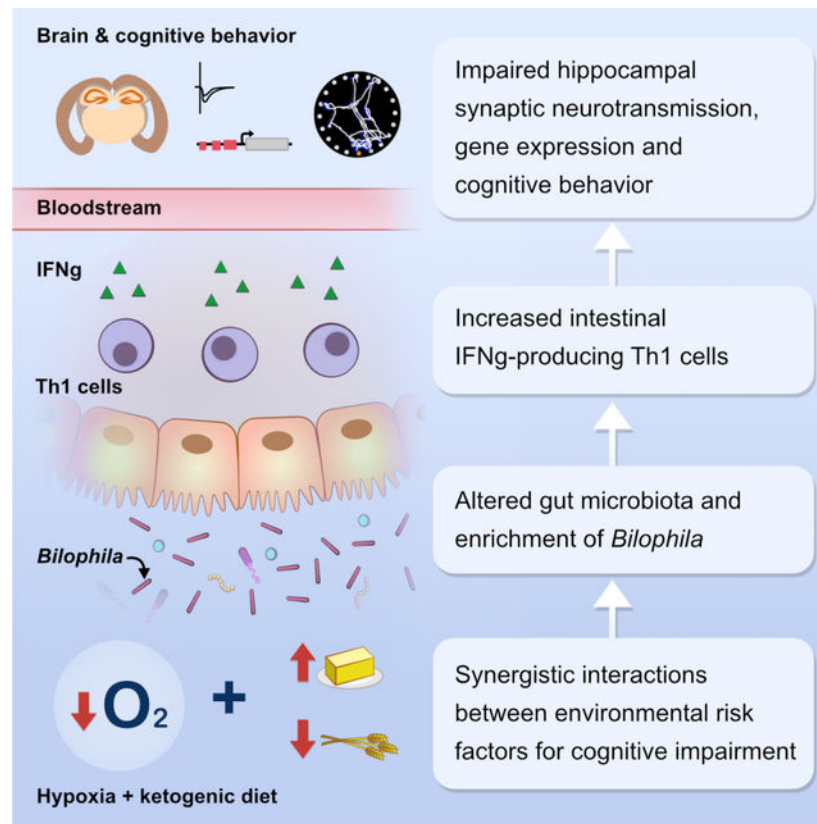 Brain & cognitive behavior
Impaired hippocampal
synaptic neurotransmission,
gene expression and
cognitive behavior
Bloodstream
IFNg
Th1 cells
Increased intestinal
IFNg-producing Th1 cells
Bilophila
Altered gut microbiota and
enrichment of Bilophila
O2
+
Hypoxia + ketogenic diet
Synergistic interactions
between environmental risk
factors for cognitive impairment